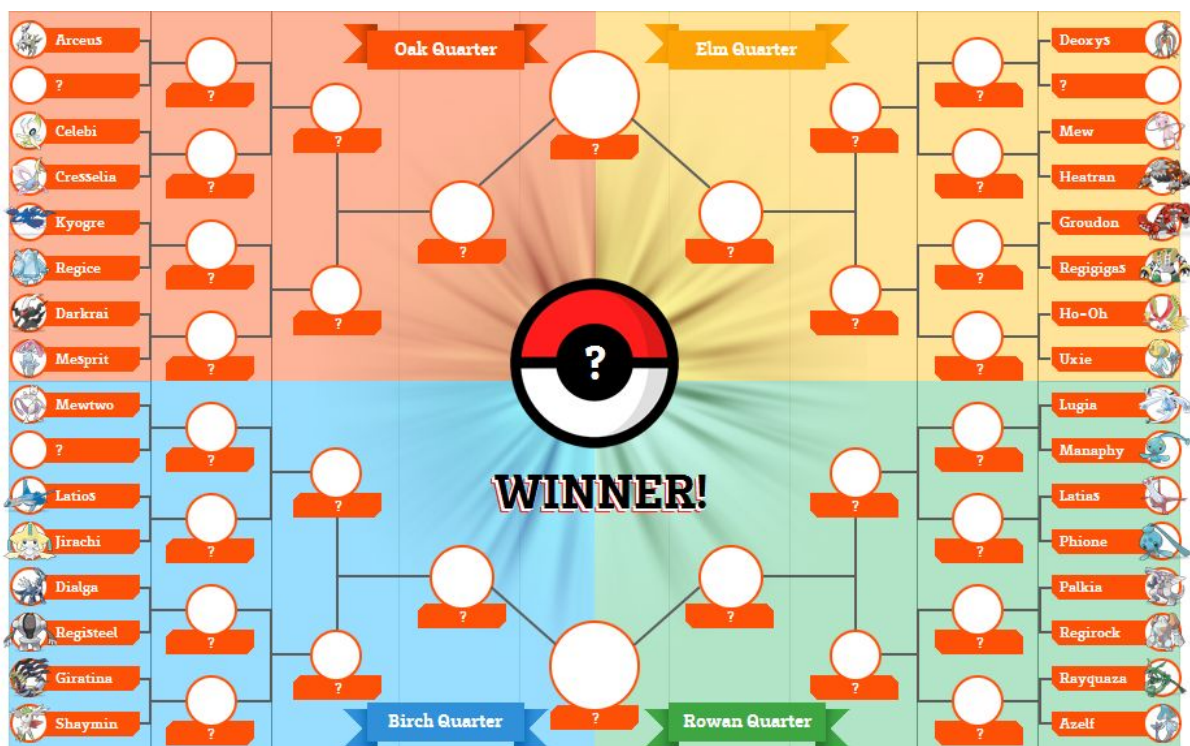 Oak Quarter
Arceus
?
Celebi
Cresselia
Kyogre
Regice
Darkrai
Mesprit
?
?
?
?
?
?
?
?
Elm Quarter
Deoxys
?
Mew
Heatran
Groudon
Regigigas
Ho-Oh
Uxie
?
?
?
?
?
?
?
?
WINNER!
Mewtwo
?
Latios
Jirachi
Dialga
Registeel
Giratina
Shaymin
?
?
?
?
?
?
?
Birch Quarter
?
Lugia
Manaphy
Latias
Phione
Palkia
Regirock
Rayquaza
Azelf
?
?
?
?
?
?
?
Rowan Quarter